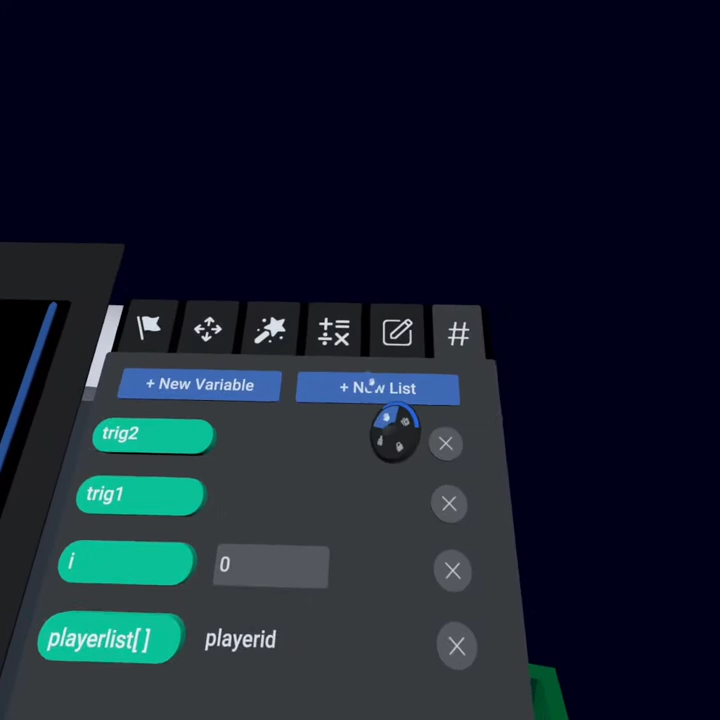 #
+ New Variable
+ New List
trig2
trig1
i 0
playerlist[] playerid